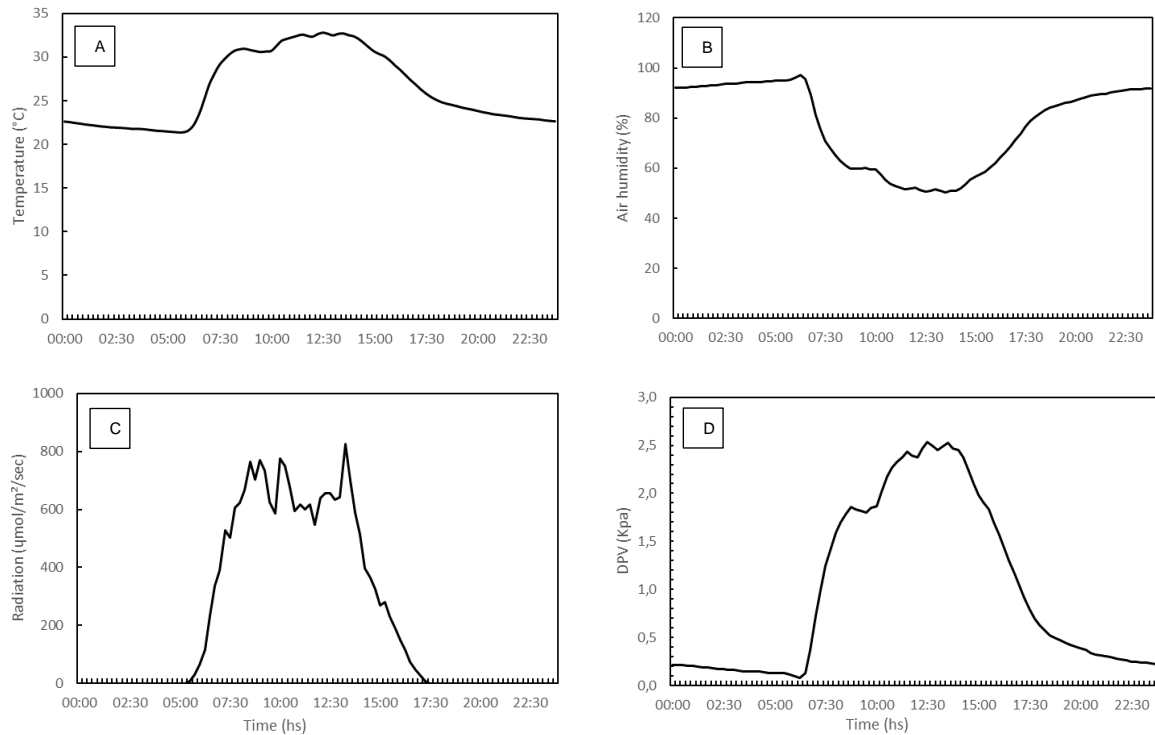 A
Temperature (°C)
35
30
25
20
15
10
5
0
00:00 02:30 05:00 07:30 10:00 12:30 15:00 17:30 20:00 22:30
B
Air humidity (%)
120
100
80
60
40
20
0
00:00 02:30 05:00 07:30 10:00 12:30 15:00 17:30 20:00 22:30
C
Radiation (ɥmol/m²/sec)
1000
800
600
400
200
0
00:00 02:30 05:00 07:30 10:00 12:30 15:00 17:30 20:00 22:30
Time (hs)
D
DPV (Kpa)
3,0
2,5
2,0
1,5
1,0
0,5
0,0
00:00 02:30 05:00 07:30 10:00 12:30 15:00 17:30 20:00 22:30
Time (hs)